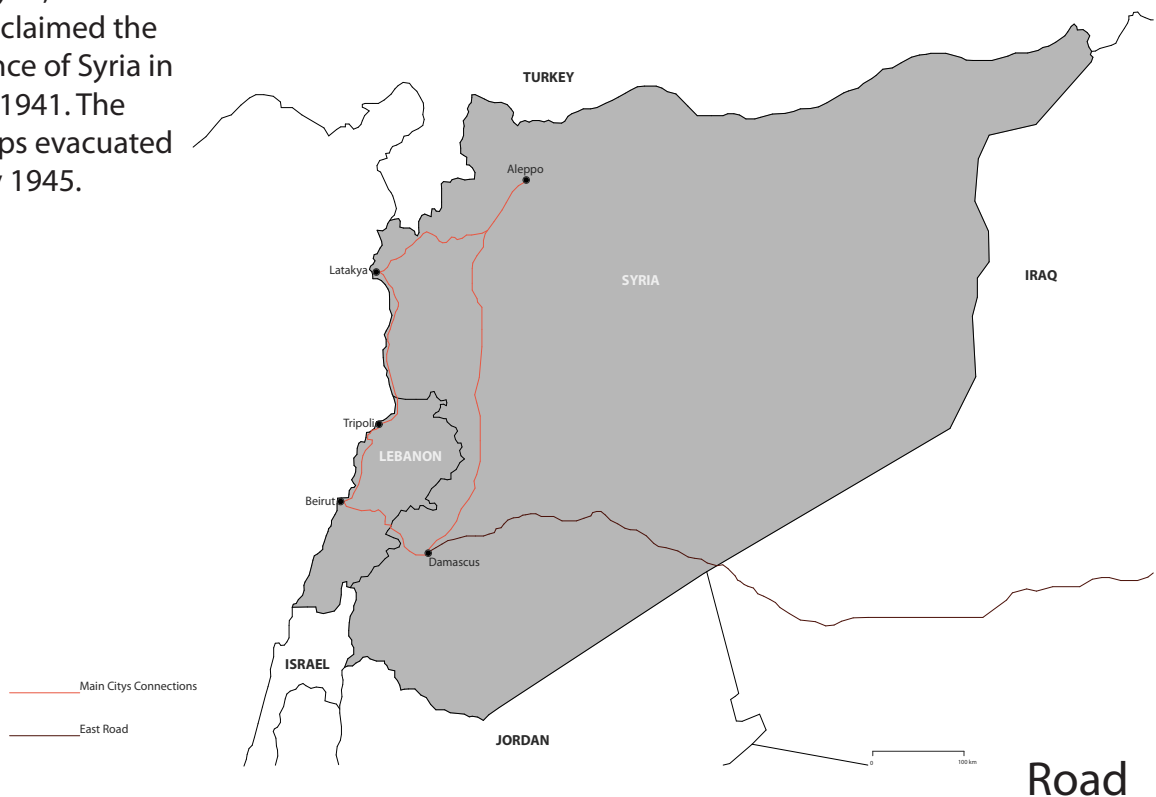 claimed the
nce of Syria in
1941. The
ps evacuated
1945.
TURKEY
Aleppo
Latakya
SYRIA
IRAQ
Tripoli
LEBANON
Beirut
Damascus
ISRAEL
Main Citys Connections
East Road
JORDAN
0 100 km
Road